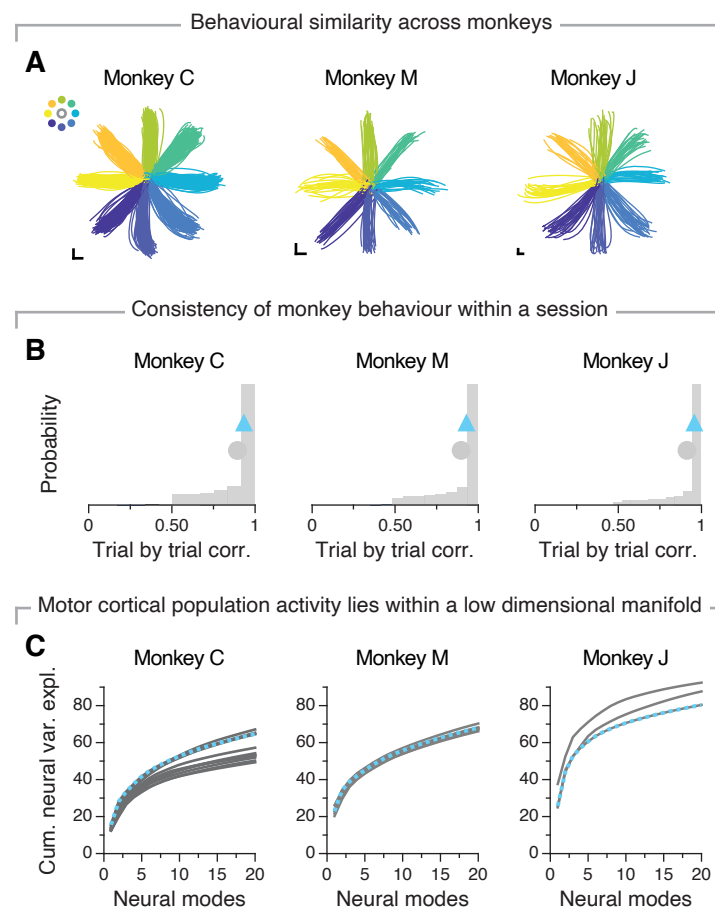 Behavioural similarity across monkeys
A
Monkey C
Monkey M
Monkey J
Consistency of monkey behaviour within a session
B
Monkey C
Monkey M
Monkey J
Probability
0
0.50
1
0
0.50
1
0
0.50
1
Trial by trial corr.
Trial by trial corr.
Trial by trial corr.
Motor cortical population activity lies within a low dimensional manifold
C
Monkey C
Monkey M
Monkey J
Cum. neural var. expl.
80
60
40
20
0
80
60
40
20
0
80
60
40
20
0
0
5
10
15
20
0
5
10
15
20
0
5
10
15
20
Neural modes
Neural modes
Neural modes